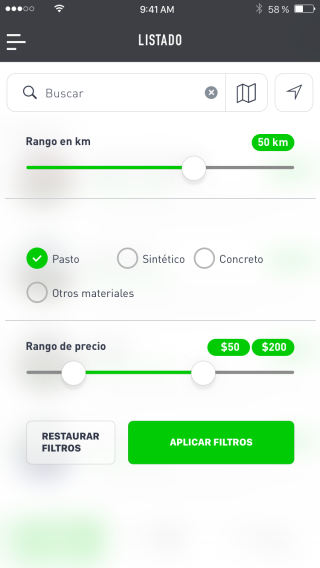 9:41 AM
58 %
LISTADO
Buscar
Rango en km
50 km
Pasto
Sintético
Concreto
Otros materiales
Rango de precio
$50
$200
RESTAURAR
FILTROS
APLICAR FILTROS